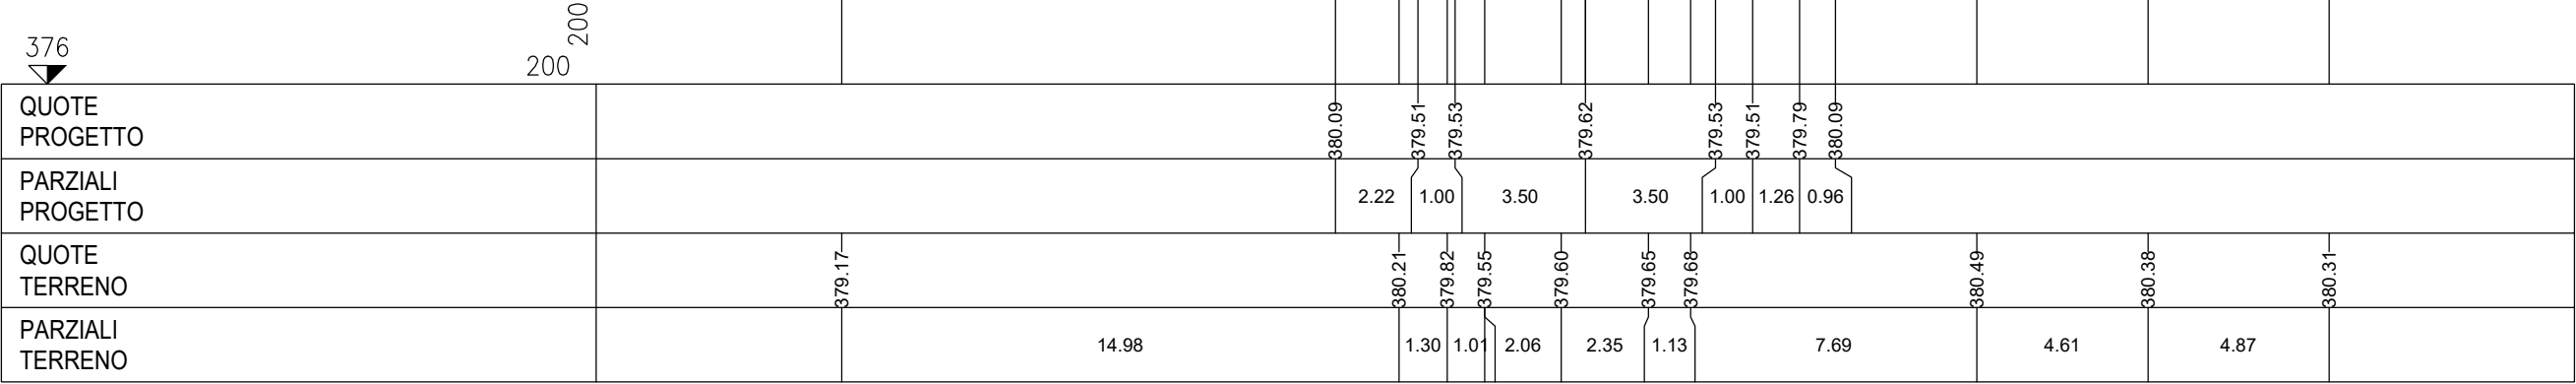 200
376
200
QUOTE
PROGETTO
380.09 379.51 379.53 379.62 379.53 379.51 379.79 380.09
PARZIALI
PROGETTO
2.22 1.00 3.50 3.50 1.00 1.26 0.96
QUOTE
TERRENO
379.17 380.21 379.82 379.55 379.60 379.65 379.68 380.49 380.38 380.31
PARZIALI
TERRENO
14.98 1.30 1.01 2.06 2.35 1.13 7.69 4.61 4.87